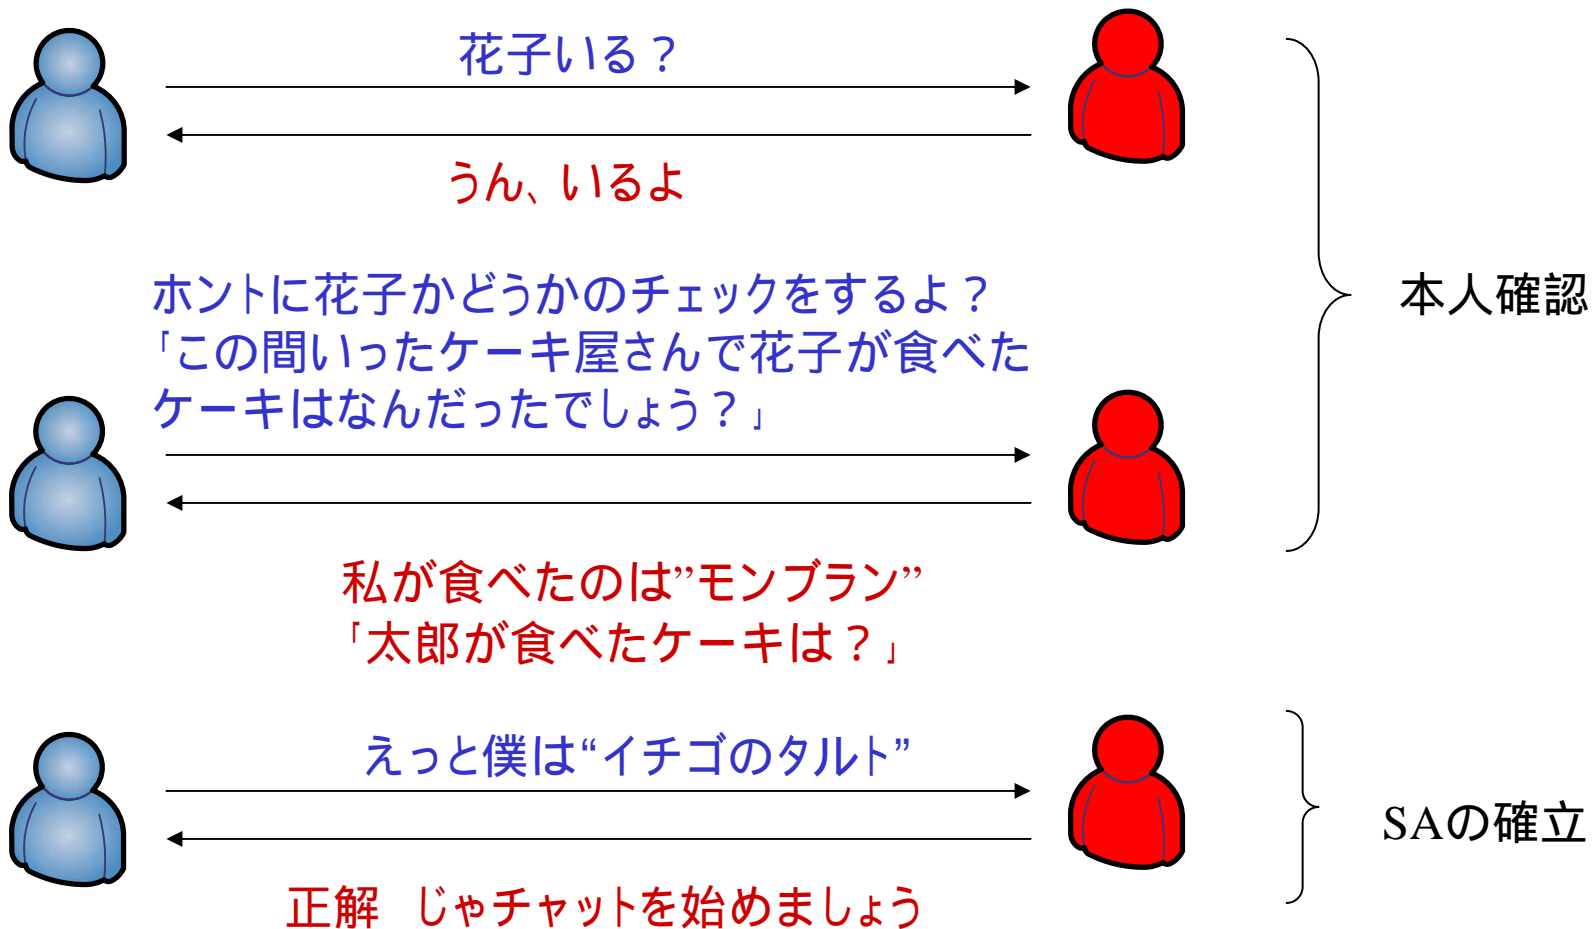 花子いる？
うん、いるよ
本人確認
ホントに花子かどうかのチェックをするよ？
「この間いったケーキ屋さんで花子が食べた
ケーキはなんだったでしょう？」
私が食べたのは”モンブラン”
「太郎が食べたケーキは？」
えっと僕は“イチゴのタルト”
SAの確立
正解　じゃチャットを始めましょう